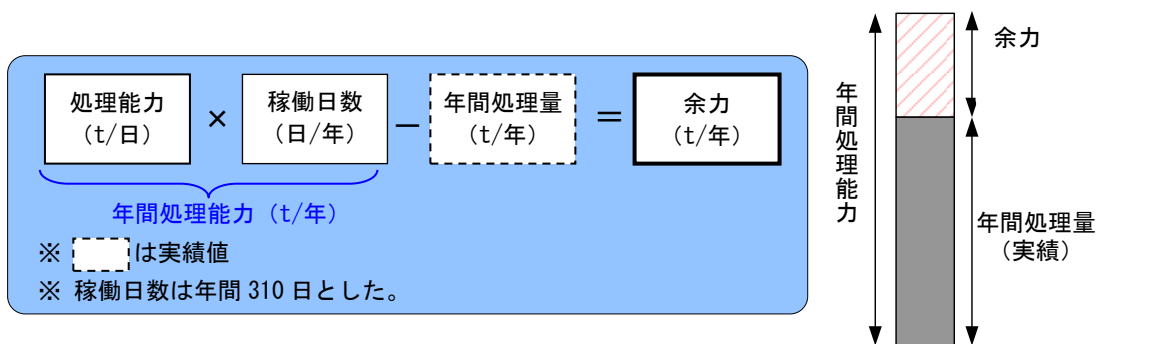 処理能力
(t/日)
×
稼働日数
(日/年)
－
年間処理量
(t/年)
＝
余力
(t/年)
年間処理能力 (t/年)
※ は実績値
※ 稼働日数は年間 310 日とした。
年間処理能力
余力
年間処理量
(実績)